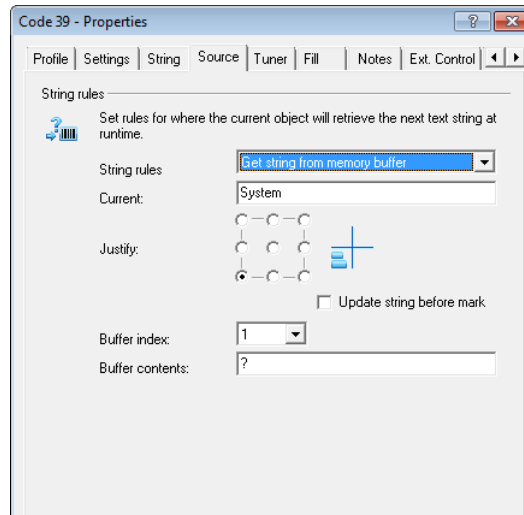 Code 39 - Properties
Profile Settings String Source Tuner Fill Notes Ext. Control
String rules
Set rules for where the current object will retrieve the next text string at
runtime.
String rules Get string from memory buffer
Current: System
Justify:
Update string before mark
Buffer index: 1
Buffer contents: ?